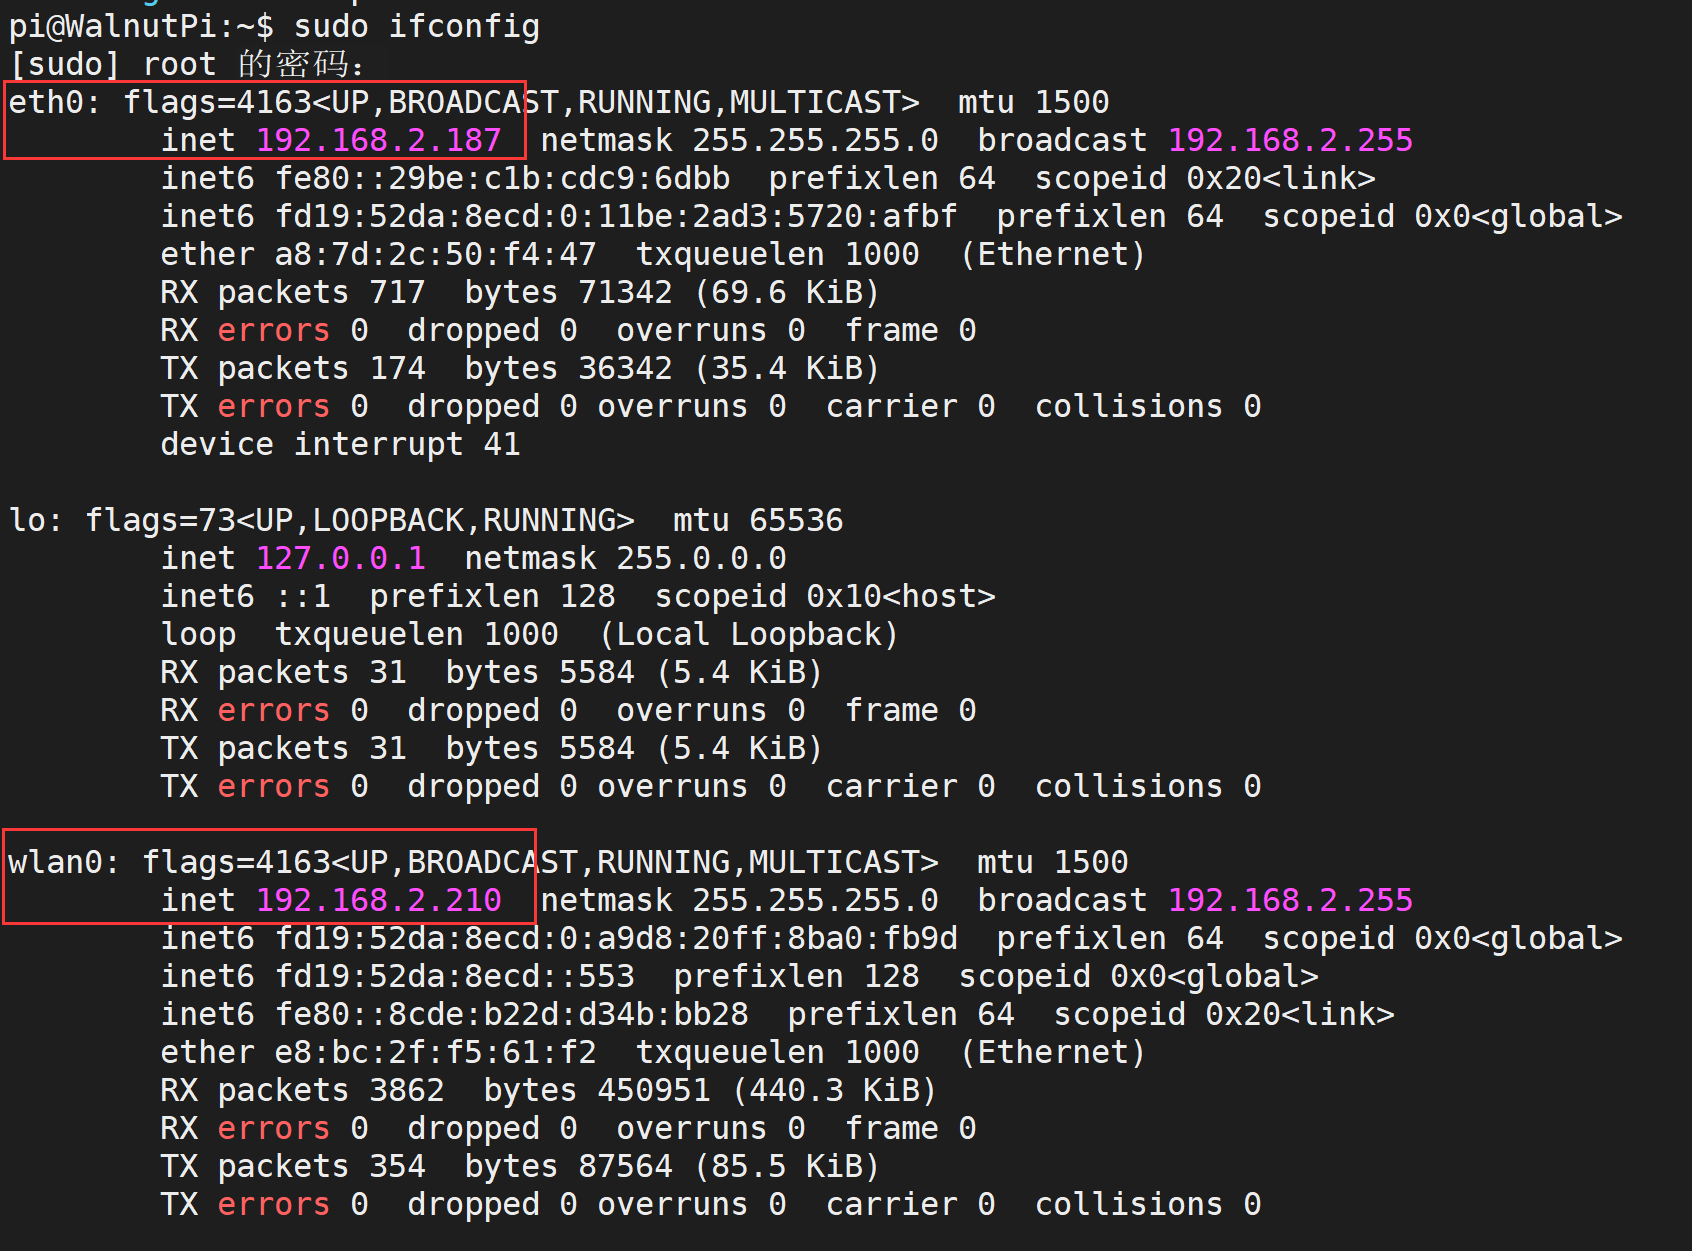 pi@WalnutPi:~$ sudo ifconfig
[sudo] root 的密码：
eth0: flags=4163<UP,BROADCAST,RUNNING,MULTICAST>  mtu 1500
        inet 192.168.2.187  netmask 255.255.255.0  broadcast 192.168.2.255
        inet6 fe80::29be:c1b:cdc9:6dbb  prefixlen 64  scopeid 0x20<link>
        inet6 fd19:52da:8ecd:0:11be:2ad3:5720:afbf  prefixlen 64  scopeid 0x0<global>
        ether a8:7d:2c:50:f4:47  txqueuelen 1000  (Ethernet)
        RX packets 717  bytes 71342 (69.6 KiB)
        RX errors 0  dropped 0  overruns 0  frame 0
        TX packets 174  bytes 36342 (35.4 KiB)
        TX errors 0  dropped 0 overruns 0  carrier 0  collisions 0
        device interrupt 41

lo: flags=73<UP,LOOPBACK,RUNNING>  mtu 65536
        inet 127.0.0.1  netmask 255.0.0.0
        inet6 ::1  prefixlen 128  scopeid 0x10<host>
        loop  txqueuelen 1000  (Local Loopback)
        RX packets 31  bytes 5584 (5.4 KiB)
        RX errors 0  dropped 0  overruns 0  frame 0
        TX packets 31  bytes 5584 (5.4 KiB)
        TX errors 0  dropped 0 overruns 0  carrier 0  collisions 0

wlan0: flags=4163<UP,BROADCAST,RUNNING,MULTICAST>  mtu 1500
        inet 192.168.2.210  netmask 255.255.255.0  broadcast 192.168.2.255
        inet6 fd19:52da:8ecd:0:a9d8:20ff:8ba0:fb9d  prefixlen 64  scopeid 0x0<global>
        inet6 fd19:52da:8ecd::553  prefixlen 128  scopeid 0x0<global>
        inet6 fe80::8cde:b22d:d34b:bb28  prefixlen 64  scopeid 0x20<link>
        ether e8:bc:2f:f5:61:f2  txqueuelen 1000  (Ethernet)
        RX packets 3862  bytes 450951 (440.3 KiB)
        RX errors 0  dropped 0  overruns 0  frame 0
        TX packets 354  bytes 87564 (85.5 KiB)
        TX errors 0  dropped 0 overruns 0  carrier 0  collisions 0